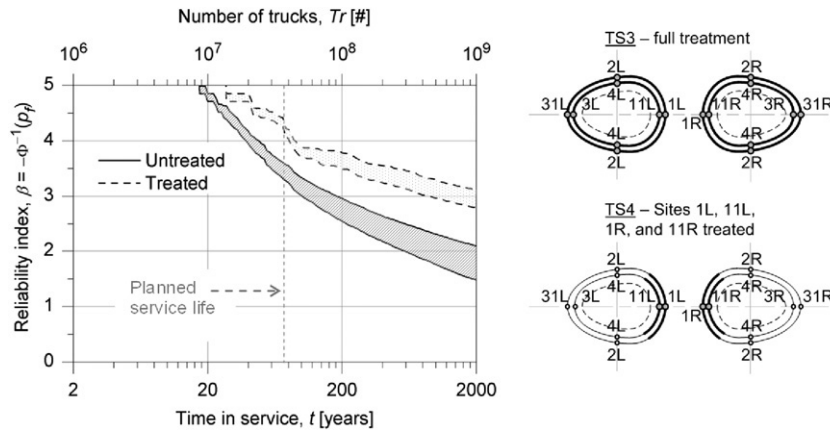 Number of trucks, Tr [#]
10^6 10^7 10^8 10^9
5
4
3
2
1
0
Reliability index, β = −Φ^−1(p_f)
Untreated
Treated
Planned
service life
2 20 200 2000
Time in service, t [years]
TS3 – full treatment
2L 2R
4L 4R
31L 3L 11L 1L 11R 3R 31R
1R
4L 4R
2L 2R
TS4 – Sites 1L, 11L,
1R, and 11R treated
2L 2R
4L 4R
31L 3L 11L 1L 11R 3R 31R
1R
4L 4R
2L 2R